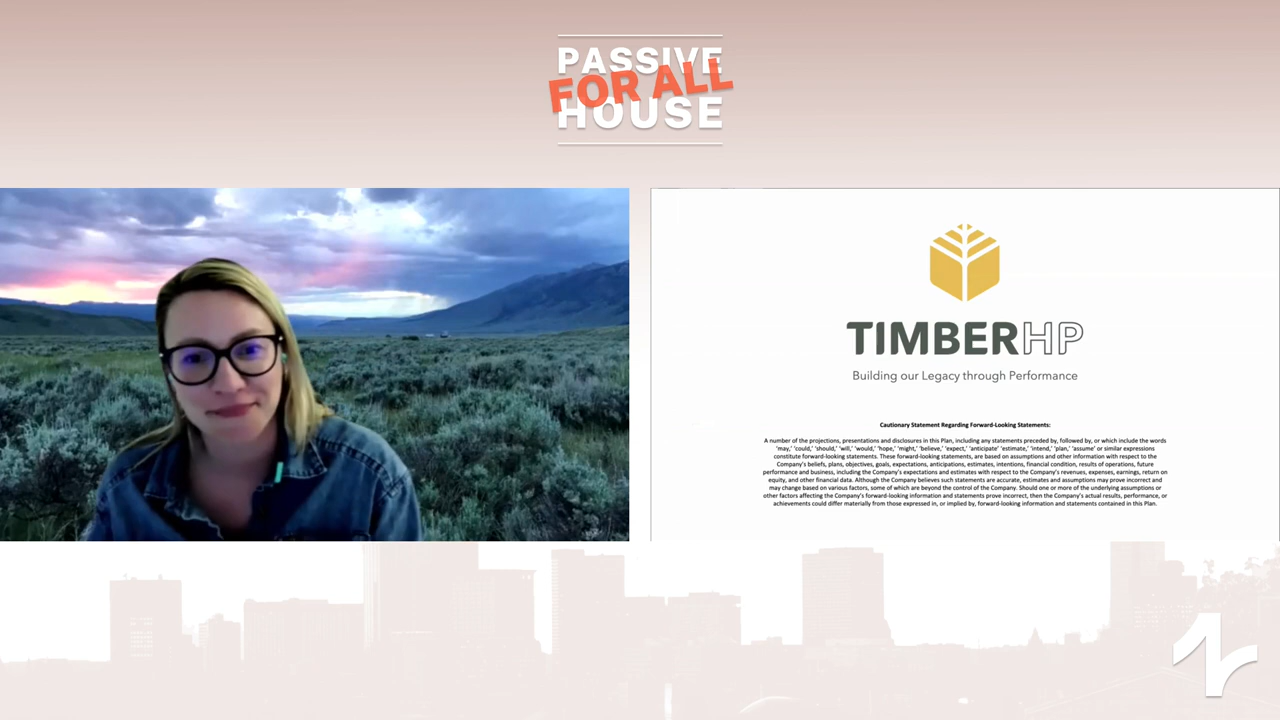 PASSIVE
FOR ALL
HOUSE
TIMBERHP
Building our Legacy through Performance
Cautionary Statement Regarding Forward-Looking Statements:
A number of the projections, presentations and disclosures in this Plan, including any statements preceded by, followed by, or which include the words
‘may,’ ‘could,’ ‘should,’ ‘will,’ ‘would,’ ‘hope,’ ‘might,’ ‘believe,’ ‘expect,’ ‘anticipate’ ‘estimate,’ ‘intend,’ ‘plan,’ ‘assume’ or similar expressions
constitute forward-looking statements. These forward-looking statements, are based on assumptions and other information with respect to the
Company’s beliefs, plans, objectives, goals, expectations, anticipations, estimates, intentions, financial condition, results of operations, future
performance and business, including the Company’s expectations and estimates with respect to the Company’s revenues, expenses, earnings, return on
equity, and other financial data. Although the Company believes such statements are accurate, estimates and assumptions may prove incorrect and
may change based on various factors, some of which are beyond the control of the Company. Should one or more of the underlying assumptions or
other factors affecting the Company’s forward-looking information and statements prove incorrect, then the Company’s actual results, performance, or
achievements could differ materially from those expressed in, or implied by, forward-looking information and statements contained in this Plan.